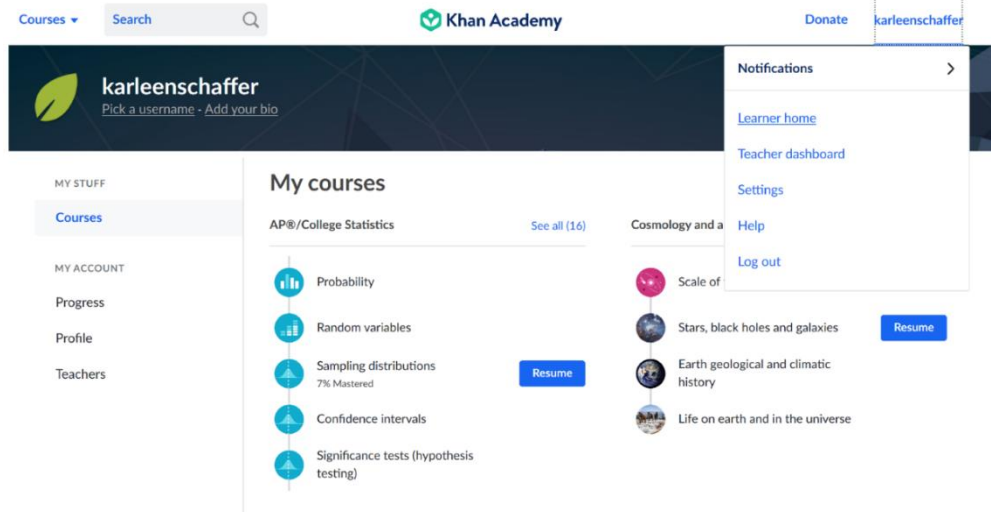 Courses
Search
Khan Academy
Donate
karleenschaffer
karleenschaffer
Pick a username - Add your bio
Notifications
Learner home
Teacher dashboard
Settings
Help
Log out
MY STUFF
Courses
MY ACCOUNT
Progress
Profile
Teachers
My courses
AP®/College Statistics
See all (16)
Probability
Random variables
Sampling distributions
7% Mastered
Resume
Confidence intervals
Significance tests (hypothesis
testing)
Cosmology and a
Scale of
Stars, black holes and galaxies
Resume
Earth geological and climatic
history
Life on earth and in the universe